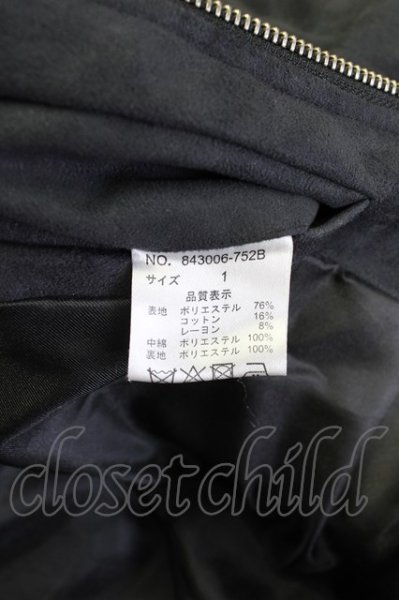 NO. 843006-752B
サイズ 1
品質表示
表地 ポリエステル 76%
コットン 16%
レーヨン 8%
中綿 ポリエステル 100%
裏地 ポリエステル 100%
closetchild